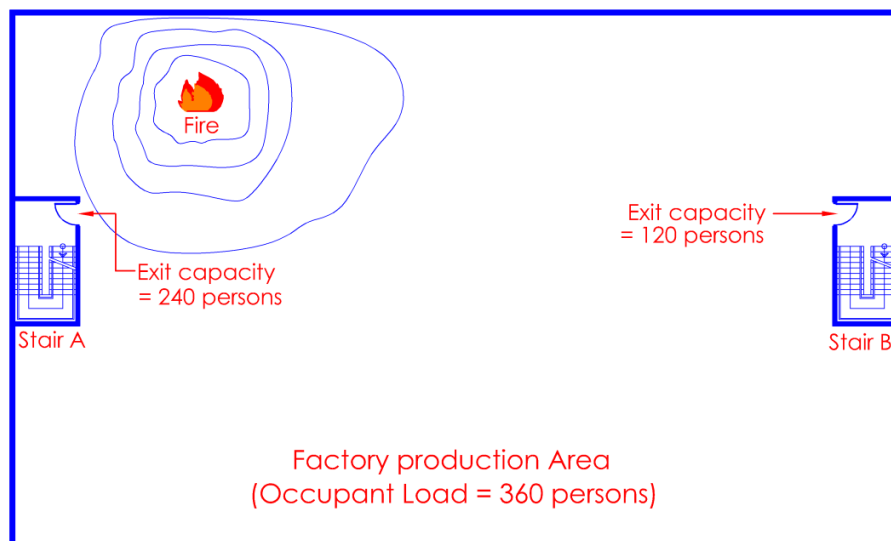 Fire
Exit capacity
= 240 persons
Stair A
Exit capacity
= 120 persons
Stair B
Factory production Area
(Occupant Load = 360 persons)